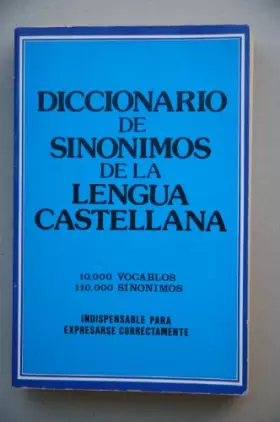 DICCIONARIO
DE
SINONIMOS
DE LA
LENGUA
CASTELLANA
10.000 VOCABLOS
110.000 SINONIMOS
INDISPENSABLE PARA
EXPRESARSE CORRECTAMENTE